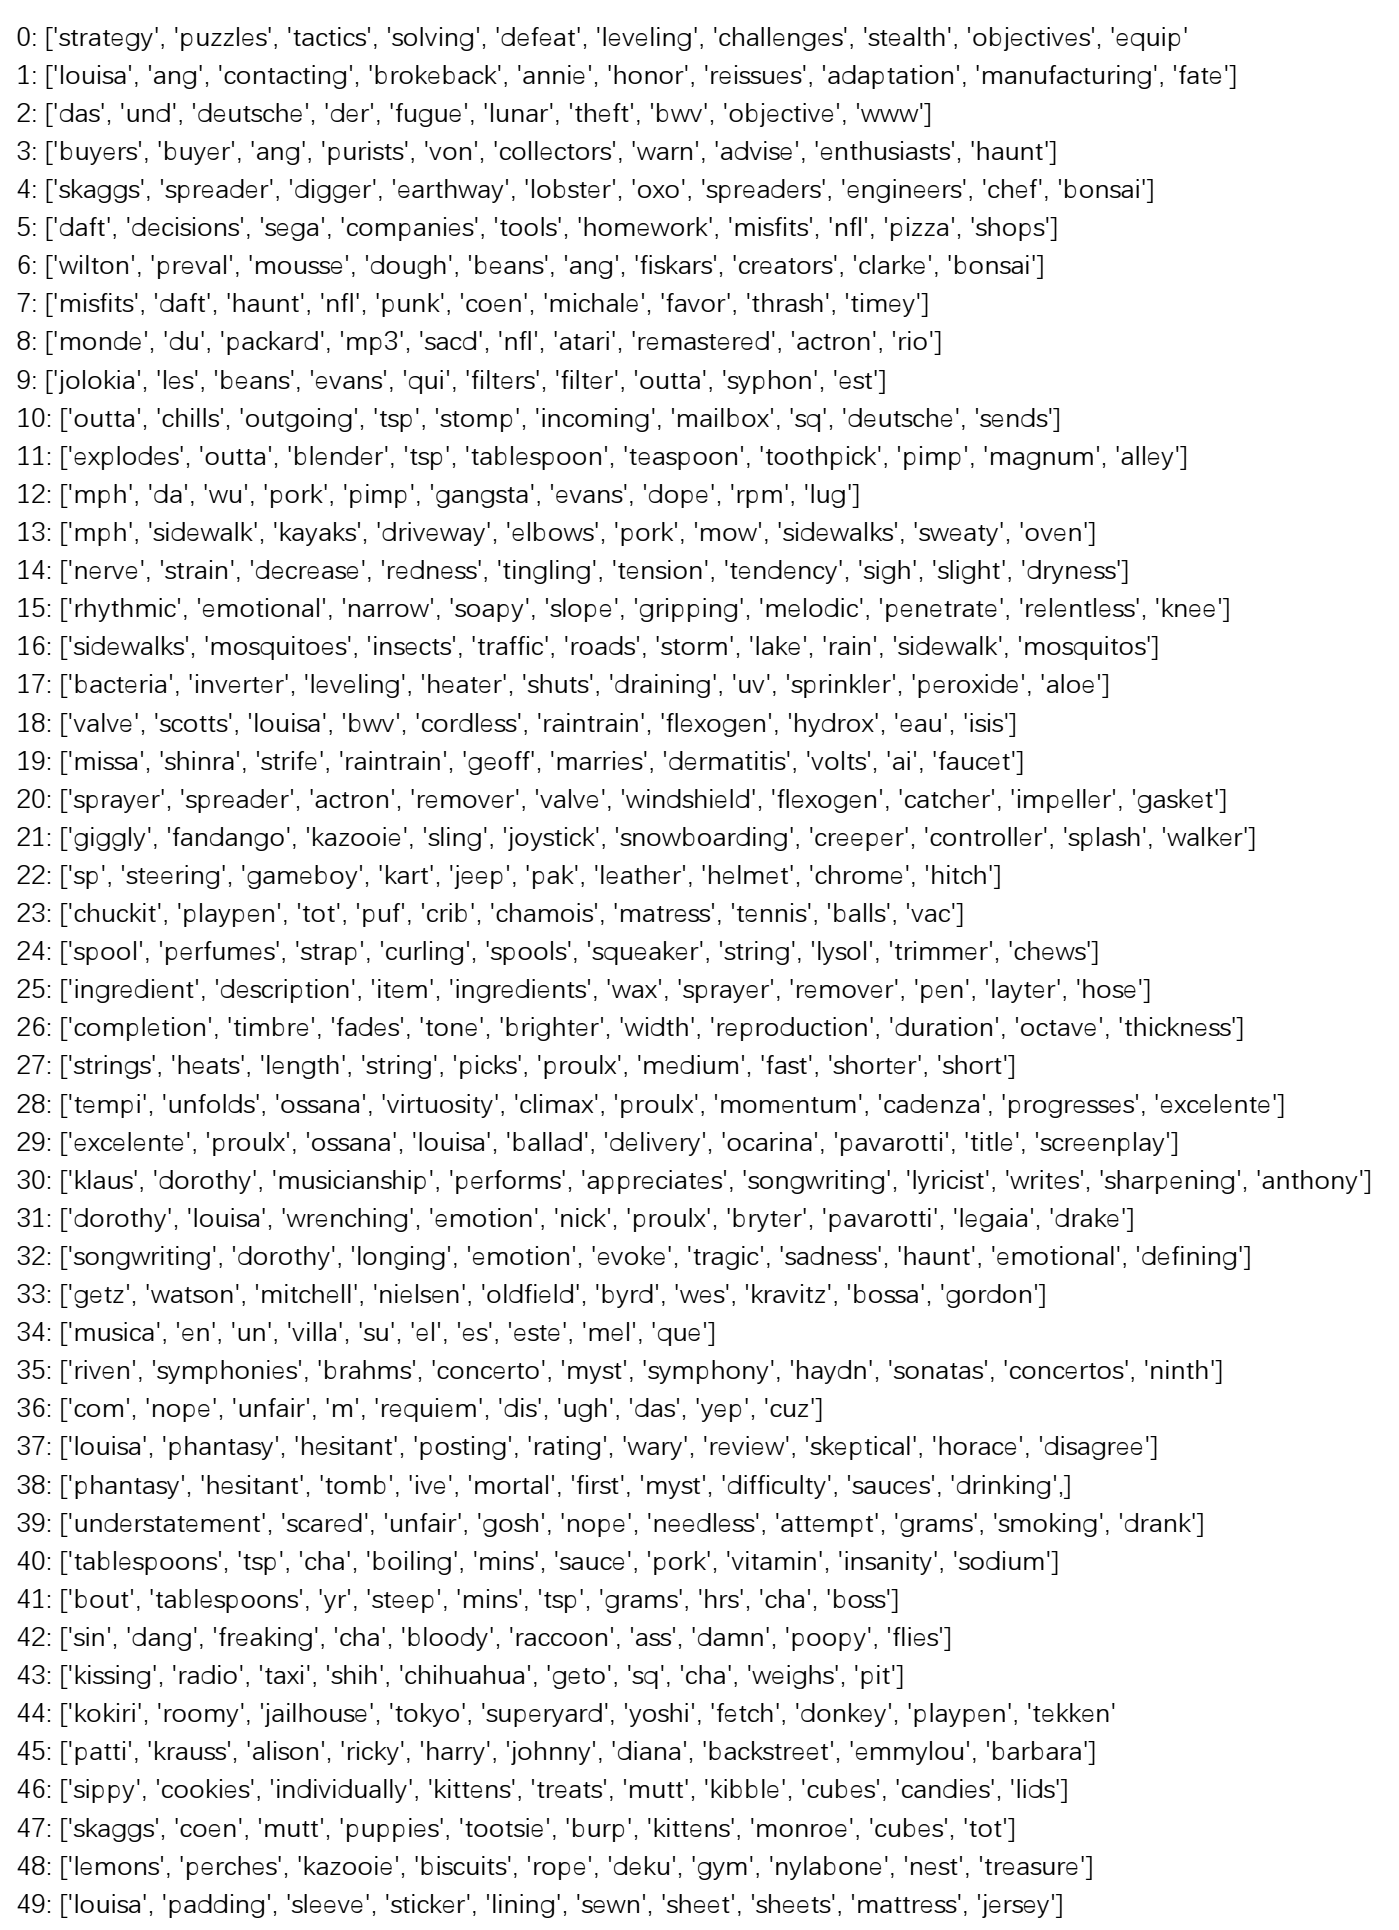 0: ['strategy', 'puzzles', 'tactics', 'solving', 'defeat', 'leveling', 'challenges', 'stealth', 'objectives', 'equip'
1: ['louisa', 'ang', 'contacting', 'brokeback', 'annie', 'honor', 'reissues', 'adaptation', 'manufacturing', 'fate']
2: ['das', 'und', 'deutsche', 'der', 'fugue', 'lunar', 'theft', 'bwv', 'objective', 'www']
3: ['buyers', 'buyer', 'ang', 'purists', 'von', 'collectors', 'warn', 'advise', 'enthusiasts', 'haunt']
4: ['skaggs', 'spreader', 'digger', 'earthway', 'lobster', 'oxo', 'spreaders', 'engineers', 'chef', 'bonsai']
5: ['daft', 'decisions', 'sega', 'companies', 'tools', 'homework', 'misfits', 'nfl', 'pizza', 'shops']
6: ['wilton', 'preval', 'mousse', 'dough', 'beans', 'ang', 'fiskars', 'creators', 'clarke', 'bonsai']
7: ['misfits', 'daft', 'haunt', 'nfl', 'punk', 'coen', 'michale', 'favor', 'thrash', 'timey']
8: ['monde', 'du', 'packard', 'mp3', 'sacd', 'nfl', 'atari', 'remastered', 'actron', 'rio']
9: ['jolokia', 'les', 'beans', 'evans', 'qui', 'filters', 'filter', 'outta', 'syphon', 'est']
10: ['outta', 'chills', 'outgoing', 'tsp', 'stomp', 'incoming', 'mailbox', 'sq', 'deutsche', 'sends']
11: ['explodes', 'outta', 'blender', 'tsp', 'tablespoon', 'teaspoon', 'toothpick', 'pimp', 'magnum', 'alley']
12: ['mph', 'da', 'wu', 'pork', 'pimp', 'gangsta', 'evans', 'dope', 'rpm', 'lug']
13: ['mph', 'sidewalk', 'kayaks', 'driveway', 'elbows', 'pork', 'mow', 'sidewalks', 'sweaty', 'oven']
14: ['nerve', 'strain', 'decrease', 'redness', 'tingling', 'tension', 'tendency', 'sigh', 'slight', 'dryness']
15: ['rhythmic', 'emotional', 'narrow', 'soapy', 'slope', 'gripping', 'melodic', 'penetrate', 'relentless', 'knee']
16: ['sidewalks', 'mosquitoes', 'insects', 'traffic', 'roads', 'storm', 'lake', 'rain', 'sidewalk', 'mosquitos']
17: ['bacteria', 'inverter', 'leveling', 'heater', 'shuts', 'draining', 'uv', 'sprinkler', 'peroxide', 'aloe']
18: ['valve', 'scotts', 'louisa', 'bwv', 'cordless', 'raintrain', 'flexogen', 'hydrox', 'eau', 'isis']
19: ['missa', 'shinra', 'strife', 'raintrain', 'geoff', 'marries', 'dermatitis', 'volts', 'ai', 'faucet']
20: ['sprayer', 'spreader', 'actron', 'remover', 'valve', 'windshield', 'flexogen', 'catcher', 'impeller', 'gasket']
21: ['giggly', 'fandango', 'kazooie', 'sling', 'joystick', 'snowboarding', 'creeper', 'controller', 'splash', 'walker']
22: ['sp', 'steering', 'gameboy', 'kart', 'jeep', 'pak', 'leather', 'helmet', 'chrome', 'hitch']
23: ['chuckit', 'playpen', 'tot', 'puf', 'crib', 'chamois', 'matress', 'tennis', 'balls', 'vac']
24: ['spool', 'perfumes', 'strap', 'curling', 'spools', 'squeaker', 'string', 'lysol', 'trimmer', 'chews']
25: ['ingredient', 'description', 'item', 'ingredients', 'wax', 'sprayer', 'remover', 'pen', 'layter', 'hose']
26: ['completion', 'timbre', 'fades', 'tone', 'brighter', 'width', 'reproduction', 'duration', 'octave', 'thickness']
27: ['strings', 'heats', 'length', 'string', 'picks', 'proulx', 'medium', 'fast', 'shorter', 'short']
28: ['tempi', 'unfolds', 'ossana', 'virtuosity', 'climax', 'proulx', 'momentum', 'cadenza', 'progresses', 'excelente']
29: ['excelente', 'proulx', 'ossana', 'louisa', 'ballad', 'delivery', 'ocarina', 'pavarotti', 'title', 'screenplay']
30: ['klaus', 'dorothy', 'musicianship', 'performs', 'appreciates', 'songwriting', 'lyricist', 'writes', 'sharpening', 'anthony']
31: ['dorothy', 'louisa', 'wrenching', 'emotion', 'nick', 'proulx', 'bryter', 'pavarotti', 'legaia', 'drake']
32: ['songwriting', 'dorothy', 'longing', 'emotion', 'evoke', 'tragic', 'sadness', 'haunt', 'emotional', 'defining']
33: ['getz', 'watson', 'mitchell', 'nielsen', 'oldfield', 'byrd', 'wes', 'kravitz', 'bossa', 'gordon']
34: ['musica', 'en', 'un', 'villa', 'su', 'el', 'es', 'este', 'mel', 'que']
35: ['riven', 'symphonies', 'brahms', 'concerto', 'myst', 'symphony', 'haydn', 'sonatas', 'concertos', 'ninth']
36: ['com', 'nope', 'unfair', 'm', 'requiem', 'dis', 'ugh', 'das', 'yep', 'cuz']
37: ['louisa', 'phantasy', 'hesitant', 'posting', 'rating', 'wary', 'review', 'skeptical', 'horace', 'disagree']
38: ['phantasy', 'hesitant', 'tomb', 'ive', 'mortal', 'first', 'myst', 'difficulty', 'sauces', 'drinking',]
39: ['understatement', 'scared', 'unfair', 'gosh', 'nope', 'needless', 'attempt', 'grams', 'smoking', 'drank']
40: ['tablespoons', 'tsp', 'cha', 'boiling', 'mins', 'sauce', 'pork', 'vitamin', 'insanity', 'sodium']
41: ['bout', 'tablespoons', 'yr', 'steep', 'mins', 'tsp', 'grams', 'hrs', 'cha', 'boss']
42: ['sin', 'dang', 'freaking', 'cha', 'bloody', 'raccoon', 'ass', 'damn', 'poopy', 'flies']
43: ['kissing', 'radio', 'taxi', 'shih', 'chihuahua', 'geto', 'sq', 'cha', 'weighs', 'pit']
44: ['kokiri', 'roomy', 'jailhouse', 'tokyo', 'superyard', 'yoshi', 'fetch', 'donkey', 'playpen', 'tekken'
45: ['patti', 'krauss', 'alison', 'ricky', 'harry', 'johnny', 'diana', 'backstreet', 'emmylou', 'barbara']
46: ['sippy', 'cookies', 'individually', 'kittens', 'treats', 'mutt', 'kibble', 'cubes', 'candies', 'lids']
47: ['skaggs', 'coen', 'mutt', 'puppies', 'tootsie', 'burp', 'kittens', 'monroe', 'cubes', 'tot']
48: ['lemons', 'perches', 'kazooie', 'biscuits', 'rope', 'deku', 'gym', 'nylabone', 'nest', 'treasure']
49: ['louisa', 'padding', 'sleeve', 'sticker', 'lining', 'sewn', 'sheet', 'sheets', 'mattress', 'jersey']